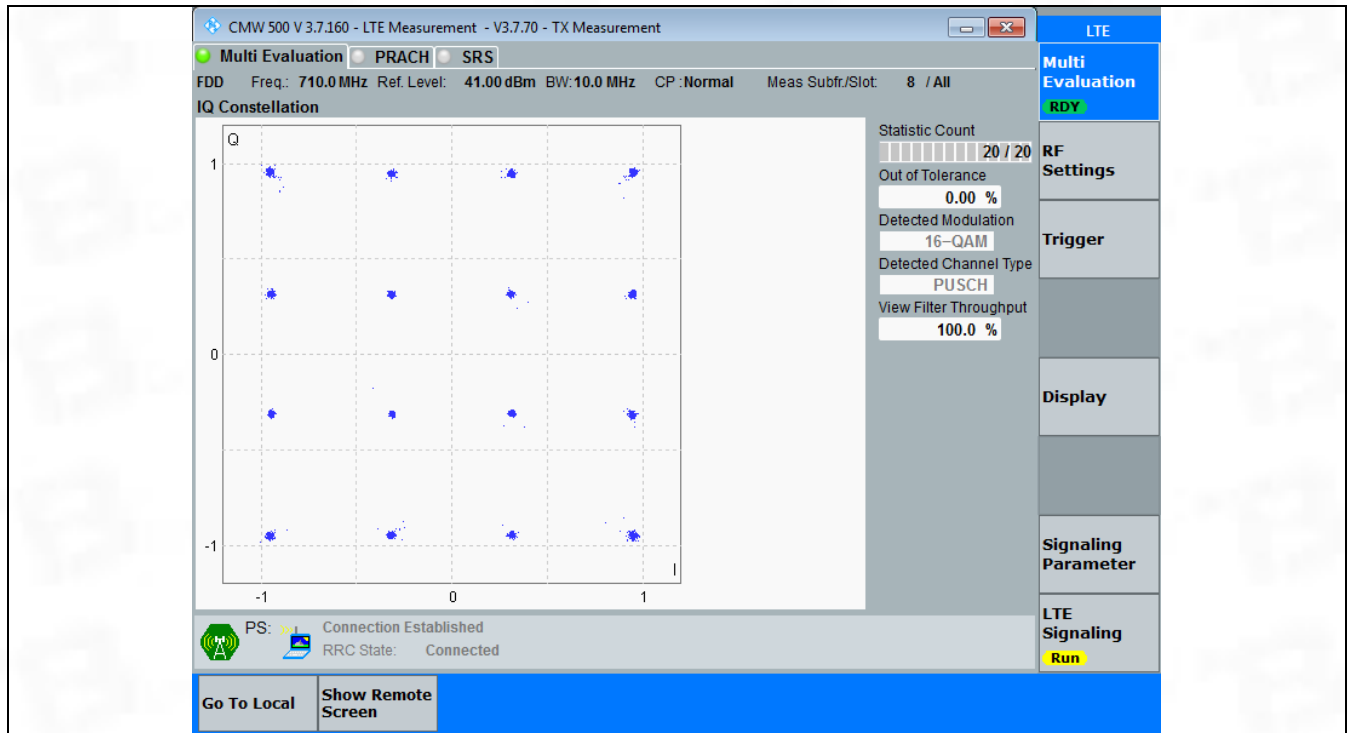 CMW 500 V 3.7.160 - LTE Measurement - V3.7.70 - TX Measurement
LTE
Multi Evaluation PRACH SRS
FDD Freq.: 710.0 MHz Ref. Level: 41.00 dBm BW: 10.0 MHz CP : Normal Meas Subfr./Slot: 8 / All
IQ Constellation
Multi
Evaluation
RDY
Q
1
0
-1
-1 0 1
I
Statistic Count
20 / 20
Out of Tolerance
0.00 %
Detected Modulation
16-QAM
Detected Channel Type
PUSCH
View Filter Throughput
100.0 %
RF
Settings
Trigger
Display
Signaling
Parameter
LTE
Signaling
Run
PS: Connection Established
RRC State: Connected
Go To Local
Show Remote
Screen